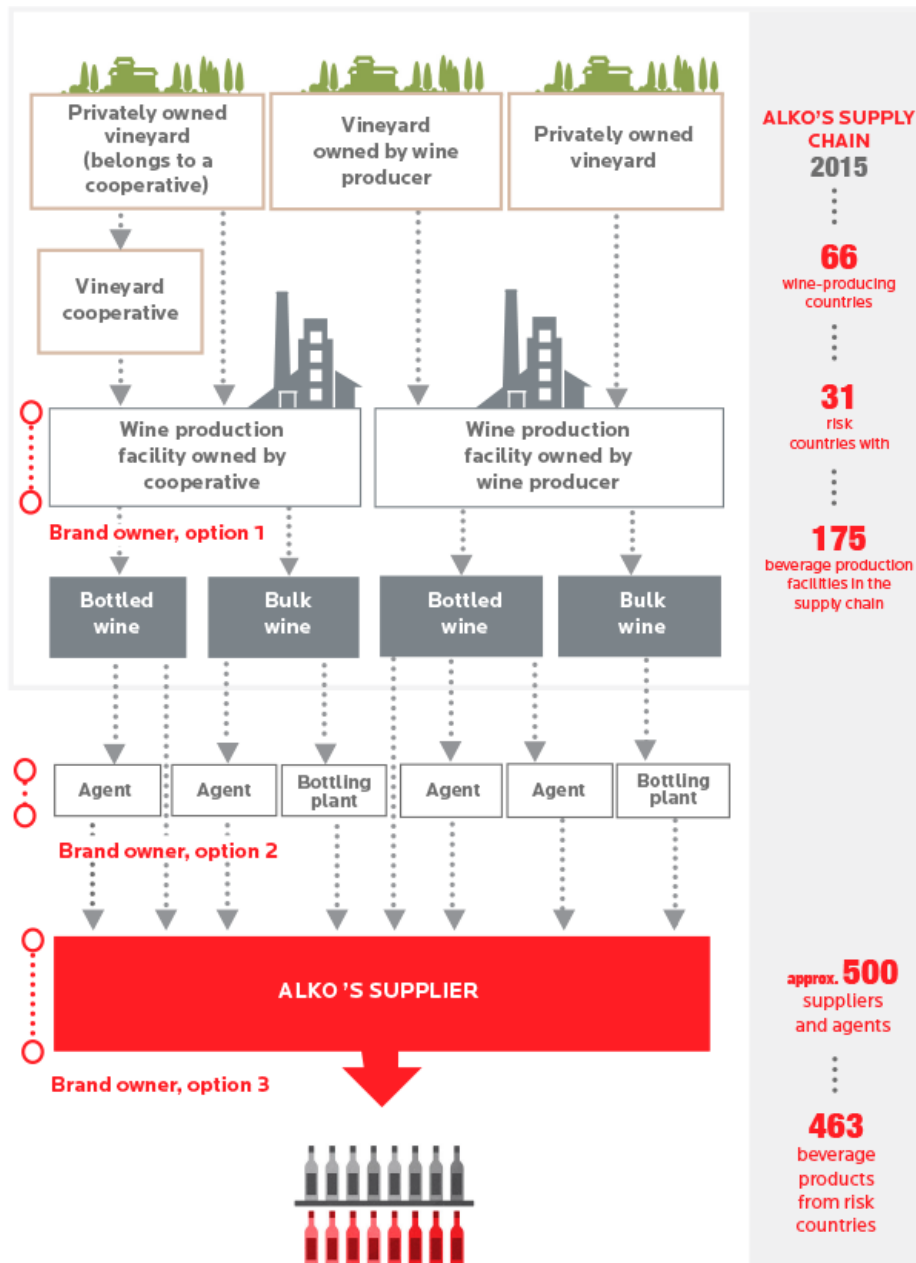 Privately owned
vineyard
(belongs to a
cooperative)
Vineyard
owned by wine
producer
Privately owned
vineyard
Vineyard
cooperative
Wine production
facility owned by
cooperative
Wine production
facility owned by
wine producer
Brand owner, option 1
Bottled
wine
Bulk
wine
Bottled
wine
Bulk
wine
Agent
Agent
Bottling
plant
Agent
Agent
Bottling
plant
Brand owner, option 2
ALKO 'S SUPPLIER
Brand owner, option 3
ALKO'S SUPPLY
CHAIN
2015
66
wine-producing
countries
31
risk
countries with
175
beverage production
facilities in the
supply chain
approx. 500
suppliers
and agents
463
beverage
products
from risk
countries